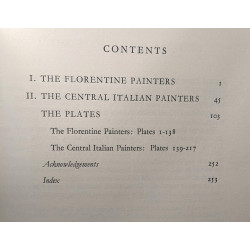 CONTENTS
I. THE FLORENTINE PAINTERS 1
II. THE CENTRAL ITALIAN PAINTERS 45
THE PLATES 105
The Florentine Painters: Plates 1-138
The Central Italian Painters: Plates 139-217
Acknowledgements 252
Index 253